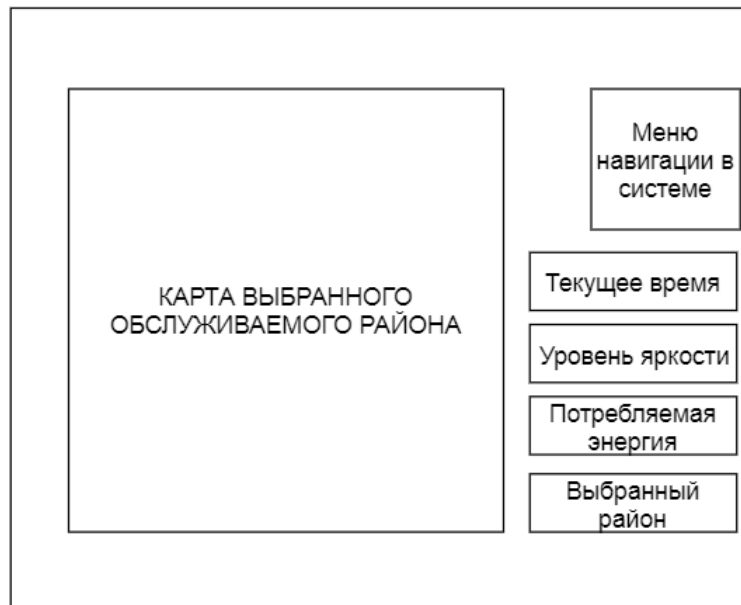 КАРТА ВЫБРАННОГО
ОБСЛУЖИВАЕМОГО РАЙОНА
Меню
навигации в
системе
Текущее время
Уровень яркости
Потребляемая
энергия
Выбранный
район